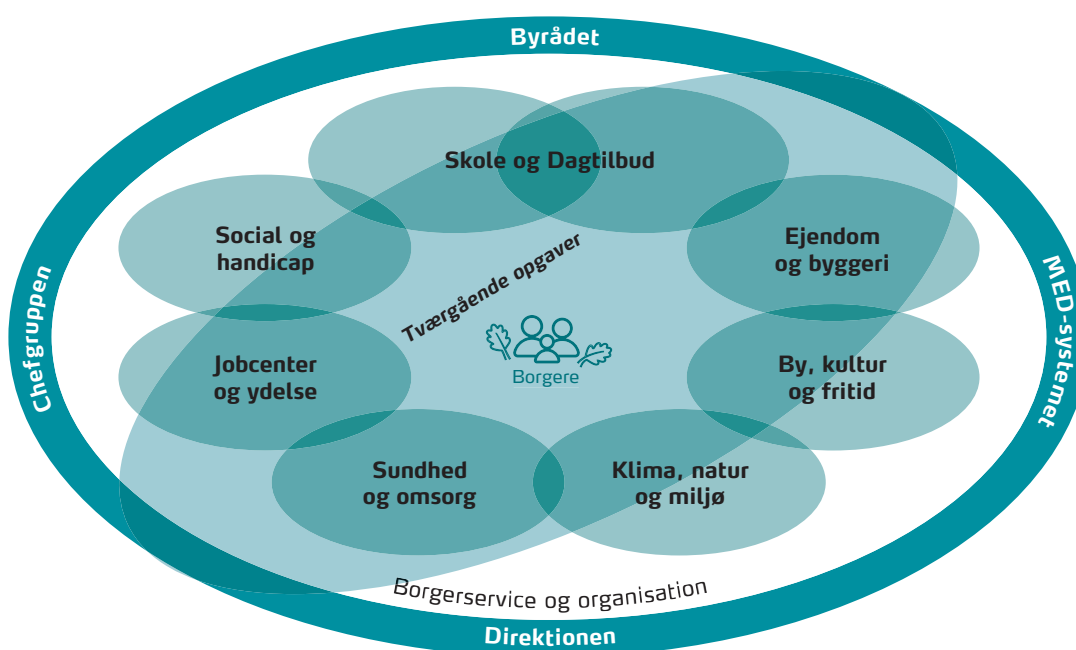 Byrådet
Skole og Dagtilbud
Social og
handicap
Ejendom
og byggeri
Tværgående opgaver
Chefgruppen
MED-systemet
Borgere
Jobcenter
og ydelse
By, kultur
og fritid
Sundhed
og omsorg
Klima, natur
og miljø
Borgerservice og organisation
Direktionen